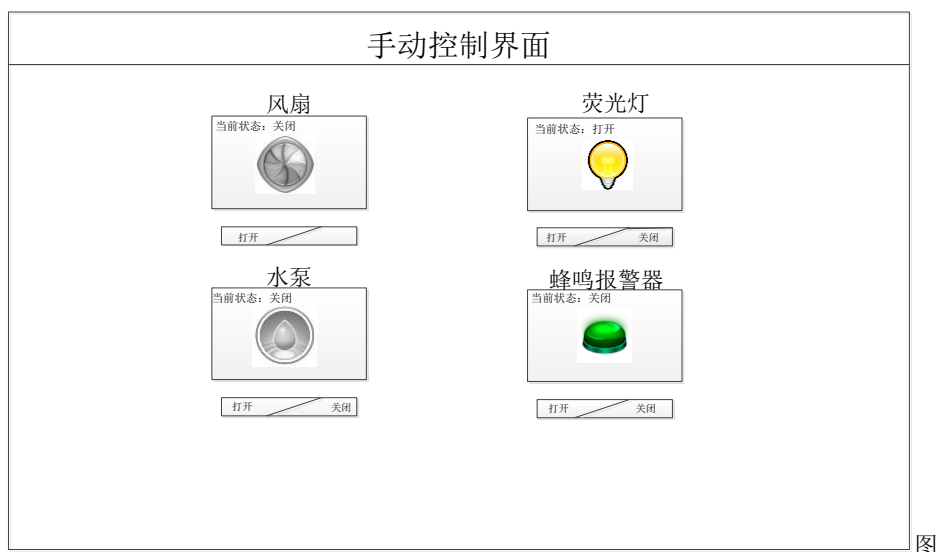 手动控制界面
风扇 荧光灯
当前状态：关闭 当前状态：打开
打开 打开 关闭
水泵 蜂鸣报警器
当前状态：关闭 当前状态：关闭
打开 关闭 打开 关闭
图